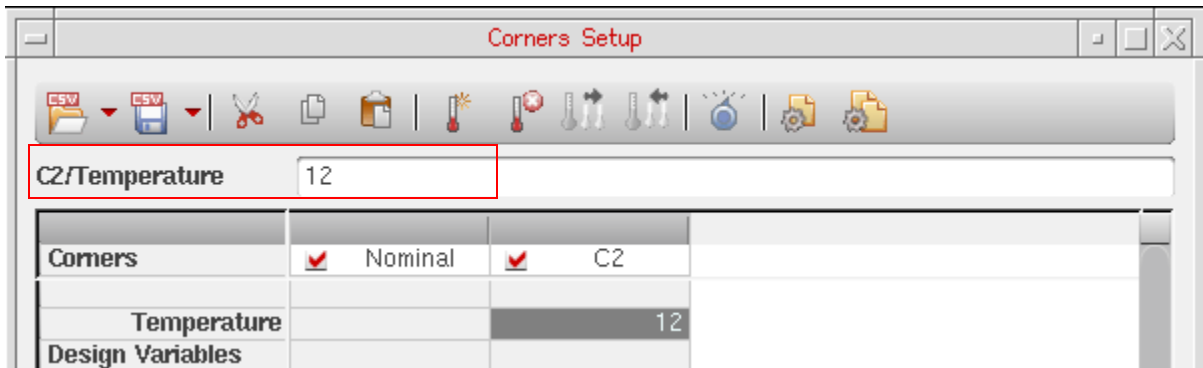 Corners Setup
CSV CSV
C2/Temperature 12
Corners Nominal C2
Temperature 12
Design Variables